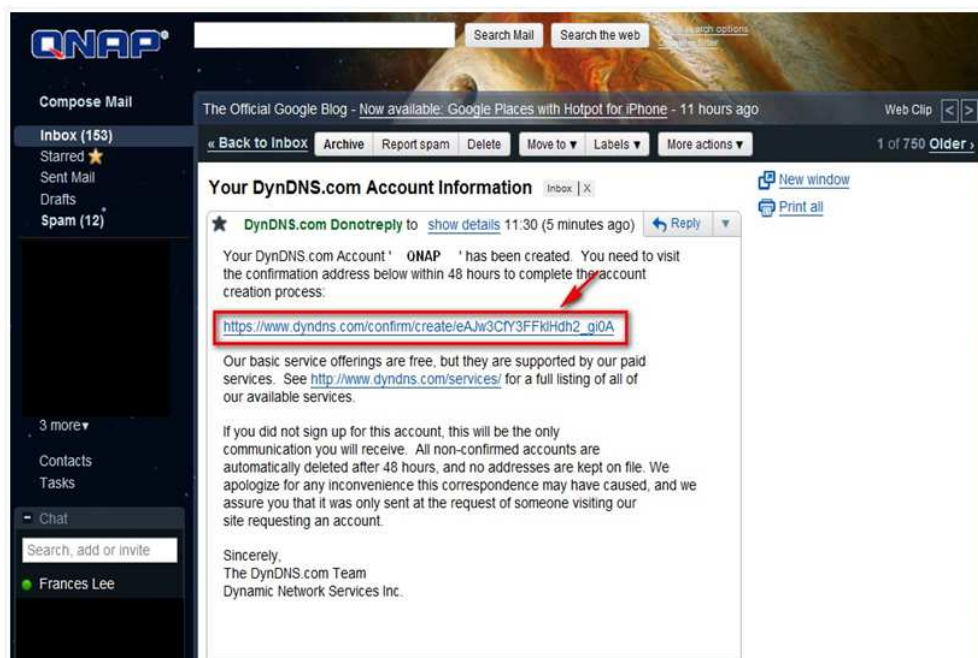 QNAP®
Search Mail Search the web
Compose Mail
The Official Google Blog - Now available: Google Places with Hotpot for iPhone - 11 hours ago Web Clip < >
Inbox (153)
Starred
Sent Mail
Drafts
Spam (12)
« Back to Inbox Archive Report spam Delete Move to ▼ Labels ▼ More actions ▼ 1 of 750 Older ›
Your DynDNS.com Account Information Inbox | X
New window
Print all
DynDNS.com Donotreply to show details 11:30 (5 minutes ago) Reply ▼
Your DynDNS.com Account ' QNAP ' has been created. You need to visit
the confirmation address below within 48 hours to complete the account
creation process:
https://www.dyndns.com/confirm/create/
Our basic service offerings are free, but they are supported by our paid
services. See http://www.dyndns.com/services/ for a full listing of all of
our available services.
If you did not sign up for this account, this will be the only
communication you will receive. All non-confirmed accounts are
automatically deleted after 48 hours, and no addresses are kept on file. We
apologize for any inconvenience this correspondence may have caused, and we
assure you that it was only sent at the request of someone visiting our
site requesting an account.
Sincerely,
The DynDNS.com Team
Dynamic Network Services Inc.
3 more▼
Contacts
Tasks
- Chat
Search, add or invite
Frances Lee